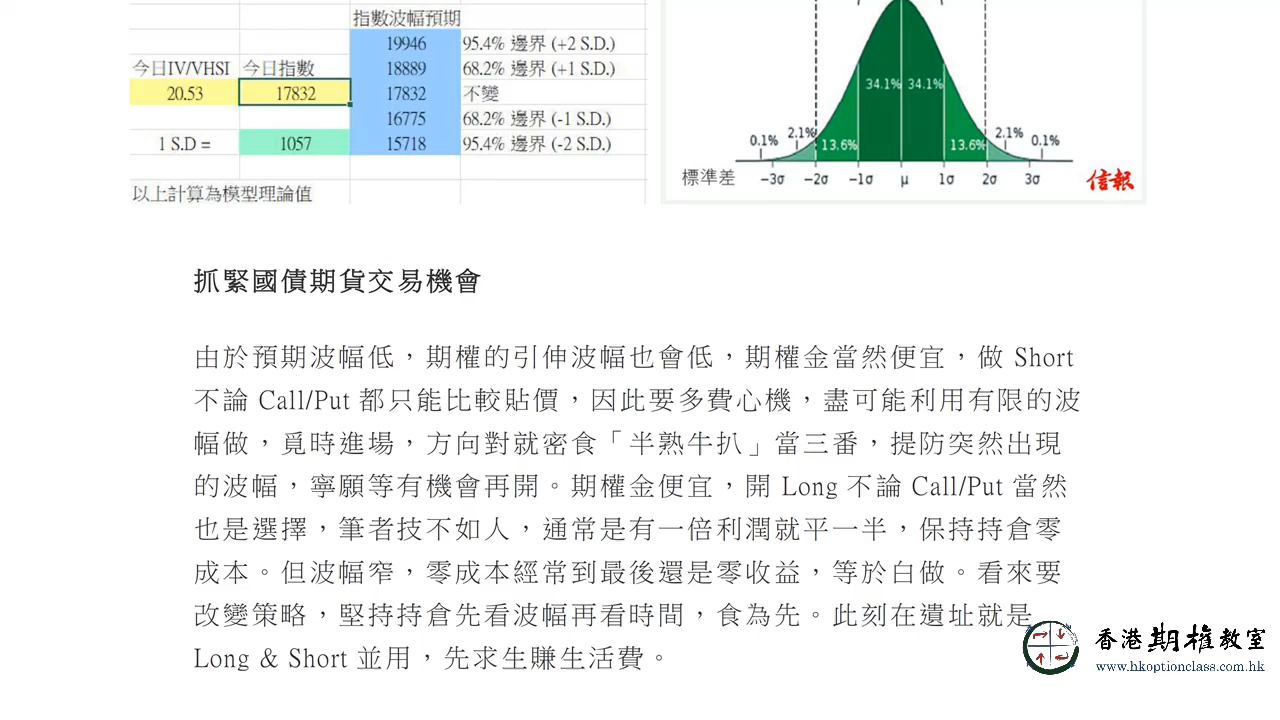 指數波幅預期
19946 95.4% 邊界 (+2 S.D.)
今日IV/VHSI 今日指數 18889 68.2% 邊界 (+1 S.D.)
20.53 17832 17832 不變
16775 68.2% 邊界 (-1 S.D.)
1 S.D = 1057 15718 95.4% 邊界 (-2 S.D.)
以上計算為模型理論值
34.1% 34.1%
0.1% 2.1% 13.6% 13.6% 2.1% 0.1%
標準差 −3σ −2σ −1σ μ 1σ 2σ 3σ
信報
抓緊國債期貨交易機會
由於預期波幅低，期權的引伸波幅也會低，期權金當然便宜，做 Short
不論 Call/Put 都只能比較貼價，因此要多費心機，盡可能利用有限的波
幅做，覓時進場，方向對就密食「半熟牛扒」當三番，提防突然出現
的波幅，寧願等有機會再開。期權金便宜，開 Long 不論 Call/Put 當然
也是選擇，筆者技不如人，通常是有一倍利潤就平一半，保持持倉零
成本。但波幅窄，零成本經常到最後還是零收益，等於白做。看來要
改變策略，堅持持倉先看波幅再看時間，食為先。此刻在遺址就是
Long & Short 並用，先求生賺生活費。
香港期權教室
www.hkoptionclass.com.hk